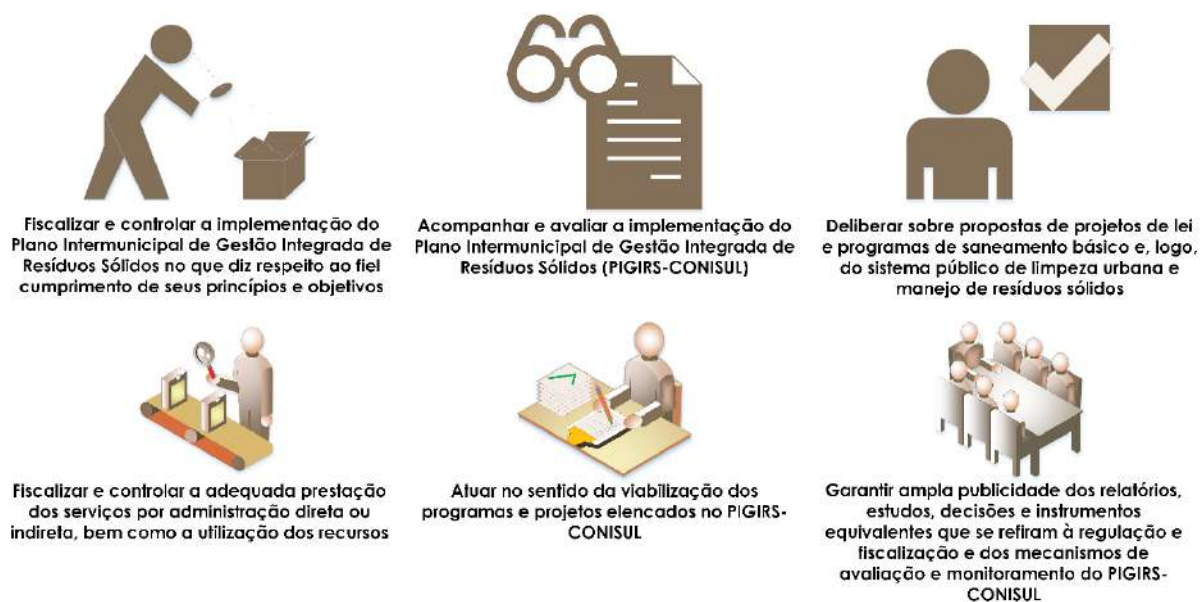 Fiscalizar e controlar a implementação do
Plano Intermunicipal de Gestão Integrada de
Resíduos Sólidos no que diz respeito ao fiel
cumprimento de seus princípios e objetivos
Acompanhar e avaliar a implementação do
Plano Intermunicipal de Gestão Integrada de
Resíduos Sólidos (PIGIRS-CONISUL)
Deliberar sobre propostas de projetos de lei
e programas de saneamento básico e, logo,
do sistema público de limpeza urbana e
manejo de resíduos sólidos
Fiscalizar e controlar a adequada prestação
dos serviços por administração direta ou
indireta, bem como a utilização dos recursos
Atuar no sentido da viabilização dos
programas e projetos elencados no PIGIRS-
CONISUL
Garantir ampla publicidade dos relatórios,
estudos, decisões e instrumentos
equivalentes que se refiram à regulação e
fiscalização e dos mecanismos de
avaliação e monitoramento do PIGIRS-
CONISUL